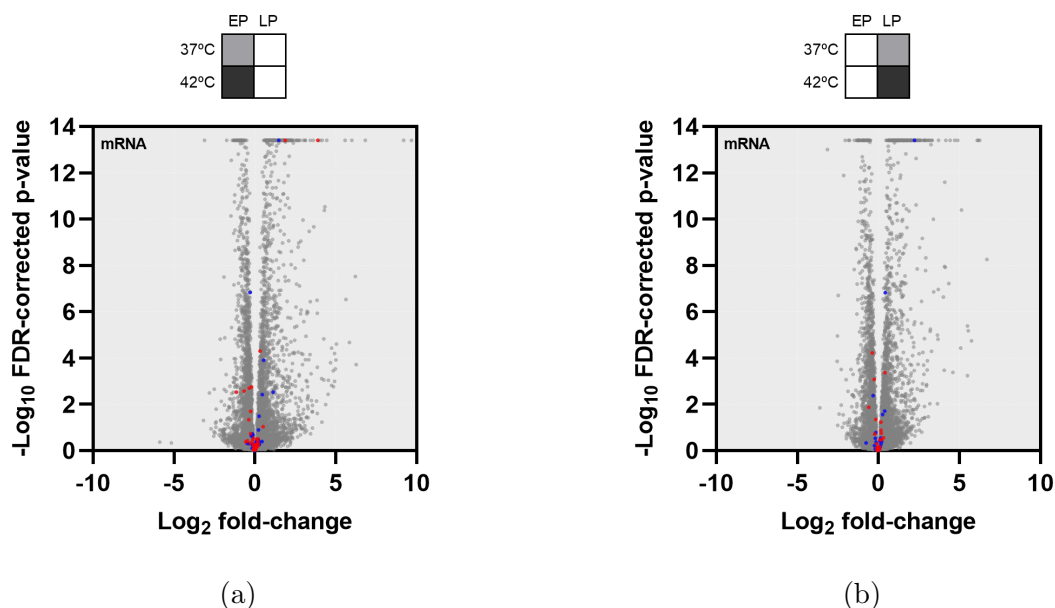 EP LP
37ºC
42ºC
14
12
10
8
6
4
2
0
-10 -5 0 5 10
mRNA
-Log10 FDR-corrected p-value
Log2 fold-change
(a)
EP LP
37ºC
42ºC
14
12
10
8
6
4
2
0
-10 -5 0 5 10
mRNA
-Log10 FDR-corrected p-value
Log2 fold-change
(b)